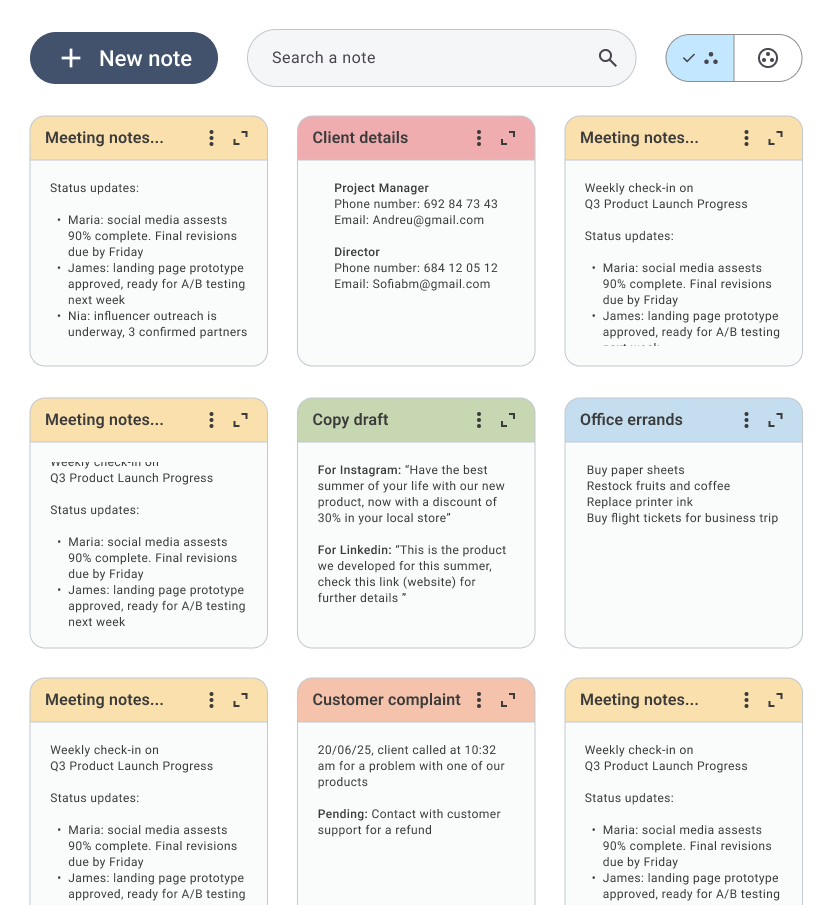 New note
Search a note
Meeting notes...
Status updates:
• Maria: social media assests
90% complete. Final revisions
due by Friday
• James: landing page prototype
approved, ready for A/B testing
next week
• Nia: influencer outreach is
underway, 3 confirmed partners
Client details
Project Manager
Phone number: 692 84 73 43
Email: Andreu@gmail.com
Director
Phone number: 684 12 05 12
Email: Sofiabm@gmail.com
Meeting notes...
Weekly check-in on
Q3 Product Launch Progress
Status updates:
• Maria: social media assests
90% complete. Final revisions
due by Friday
• James: landing page prototype
approved, ready for A/B testing
next week
Meeting notes...
Weekly check-in on
Q3 Product Launch Progress
Status updates:
• Maria: social media assests
90% complete. Final revisions
due by Friday
• James: landing page prototype
approved, ready for A/B testing
next week
Copy draft
For Instagram: “Have the best
summer of your life with our new
product, now with a discount of
30% in your local store”
For Linkedin: “This is the product
we developed for this summer,
check this link (website) for
further details ”
Office errands
Buy paper sheets
Restock fruits and coffee
Replace printer ink
Buy flight tickets for business trip
Meeting notes...
Weekly check-in on
Q3 Product Launch Progress
Status updates:
• Maria: social media assests
90% complete. Final revisions
due by Friday
• James: landing page prototype
approved, ready for A/B testing
Customer complaint
20/06/25, client called at 10:32
am for a problem with one of our
products
Pending: Contact with customer
support for a refund
Meeting notes...
Weekly check-in on
Q3 Product Launch Progress
Status updates:
• Maria: social media assests
90% complete. Final revisions
due by Friday
• James: landing page prototype
approved, ready for A/B testing